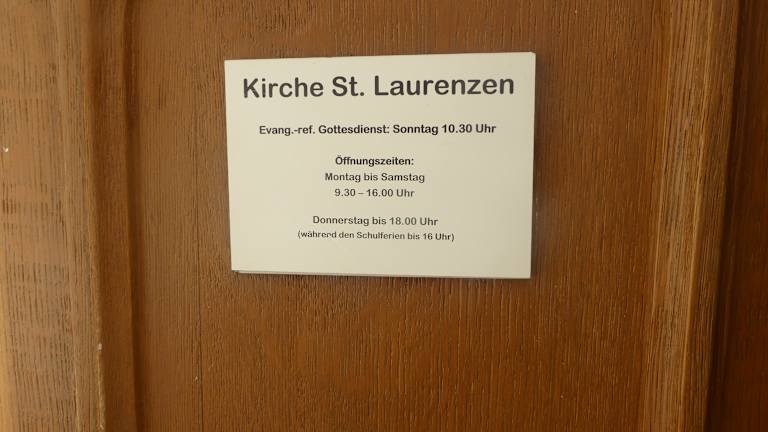 Kirche St. Laurenzen
Evang.-ref. Gottesdienst: Sonntag 10.30 Uhr
Öffnungszeiten:
Montag bis Samstag
9.30 – 16.00 Uhr
Donnerstag bis 18.00 Uhr
(während den Schulferien bis 16 Uhr)